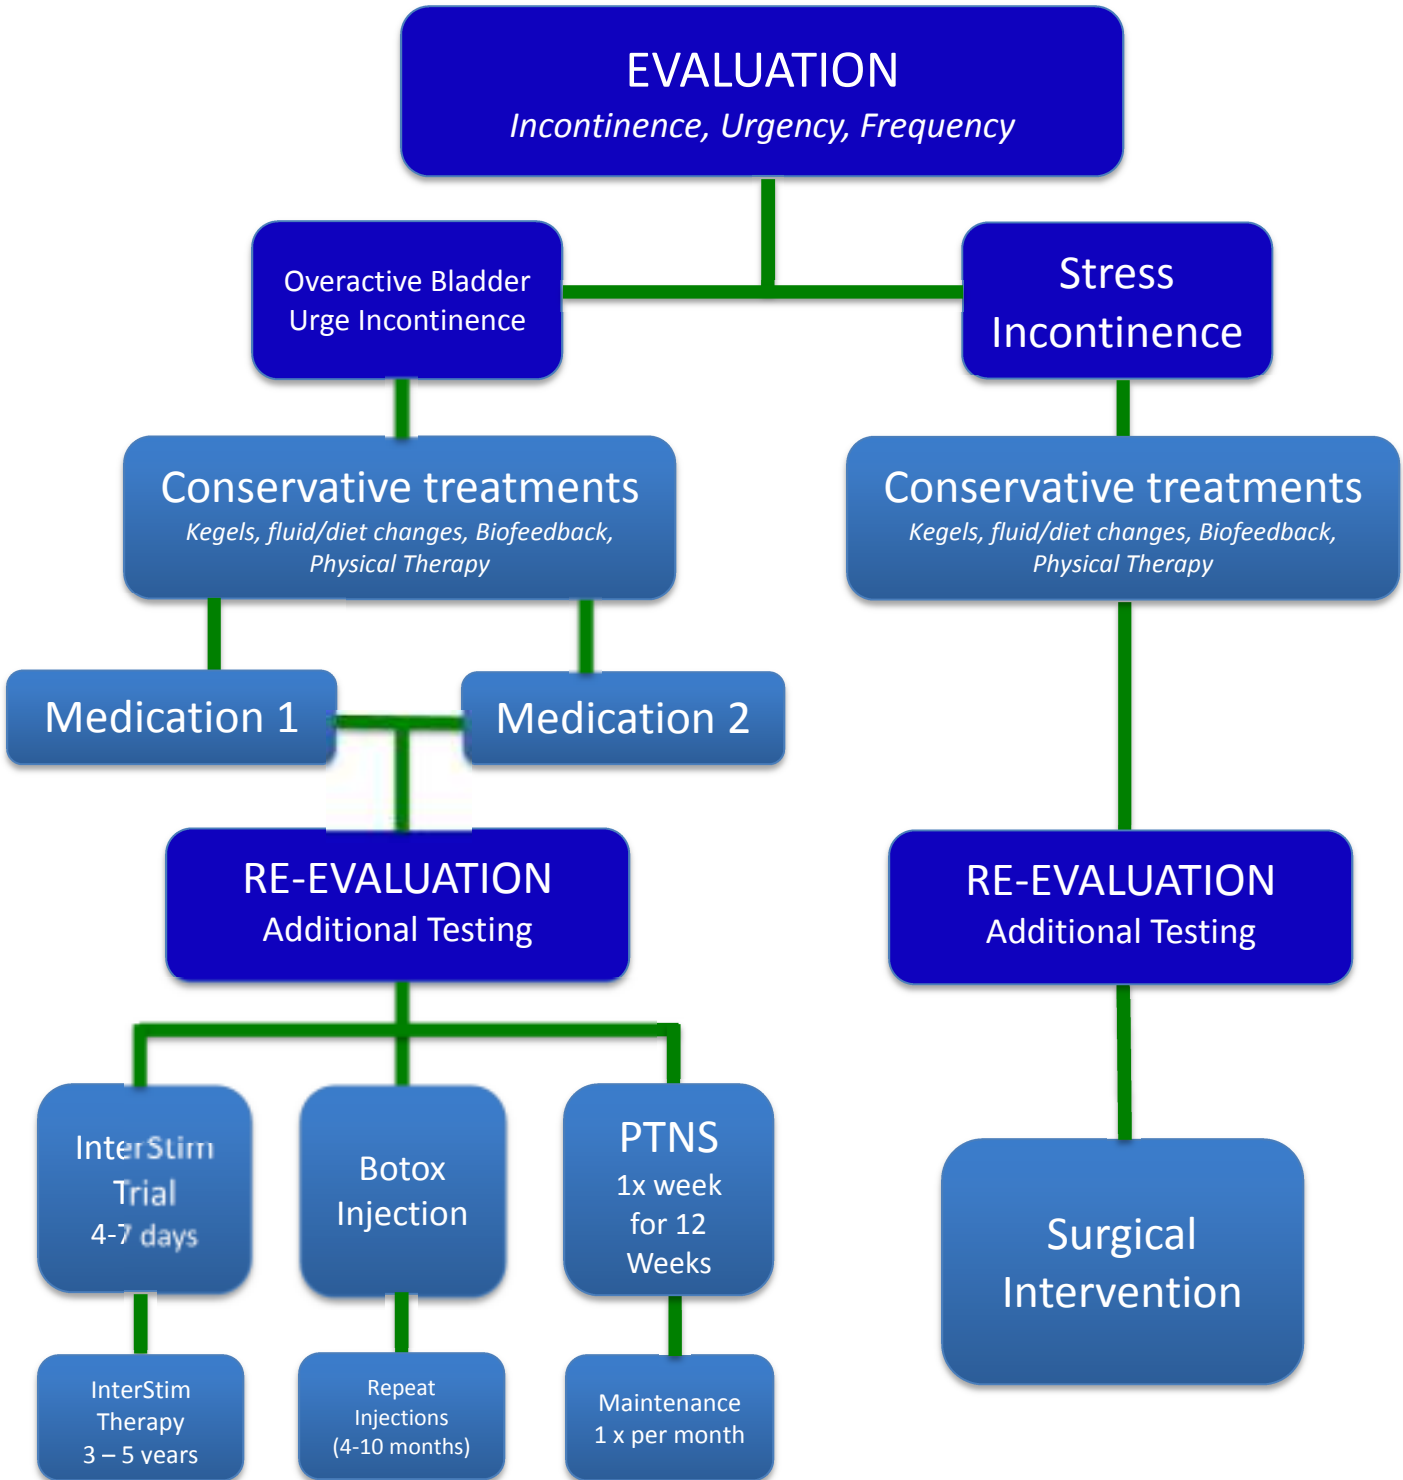 EVALUATION
Incontinence, Urgency, Frequency
Overactive Bladder
Urge Incontinence
Stress
Incontinence
Conservative treatments
Kegels, fluid/diet changes, Biofeedback,
Physical Therapy
Conservative treatments
Kegels, fluid/diet changes, Biofeedback,
Physical Therapy
Medication 1
Medication 2
RE-EVALUATION
Additional Testing
RE-EVALUATION
Additional Testing
InterStim
Trial
4-7 days
Botox
Injection
PTNS
1x week
for 12
Weeks
Surgical
Intervention
InterStim
Therapy
3 – 5 years
Repeat
Injections
(4-10 months)
Maintenance
1 x per month